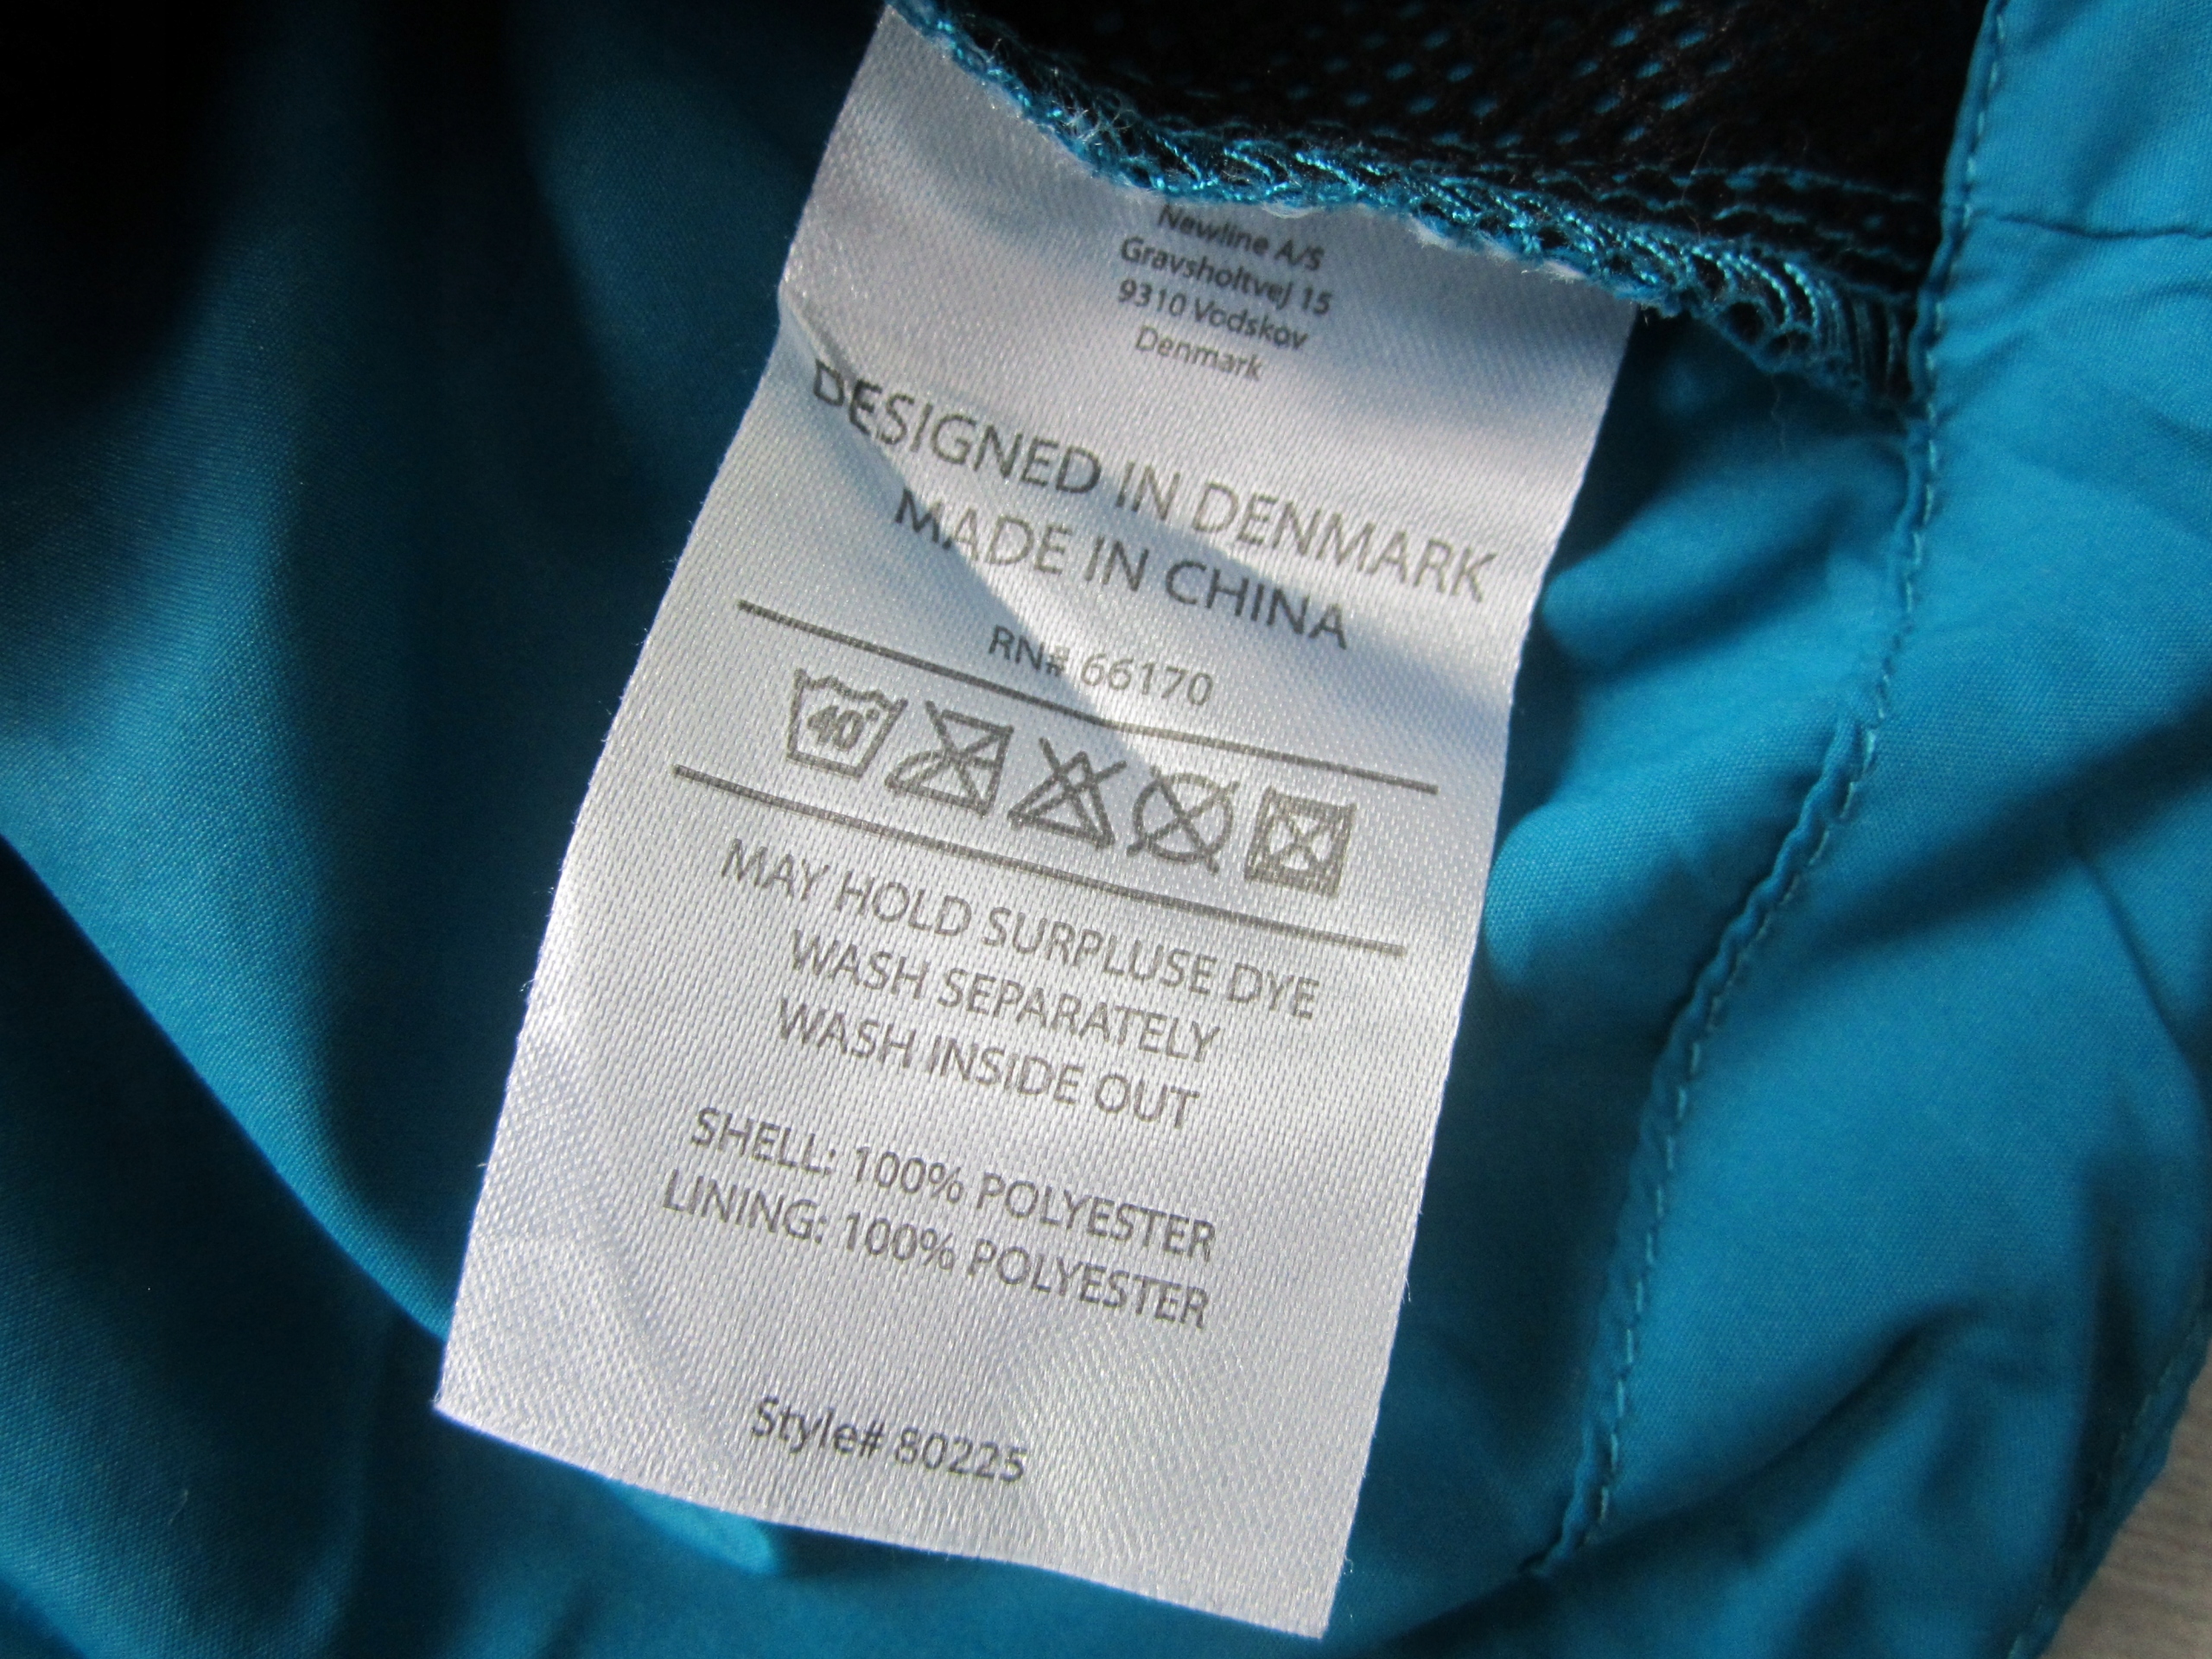 Newline A/S
Gravsholtvej 15
9310 Vodskov
Denmark
DESIGNED IN DENMARK
MADE IN CHINA
RN# 66170
40°
MAY HOLD SURPLUSE DYE
WASH SEPARATELY
WASH INSIDE OUT
SHELL: 100% POLYESTER
LINING: 100% POLYESTER
Style# 80225